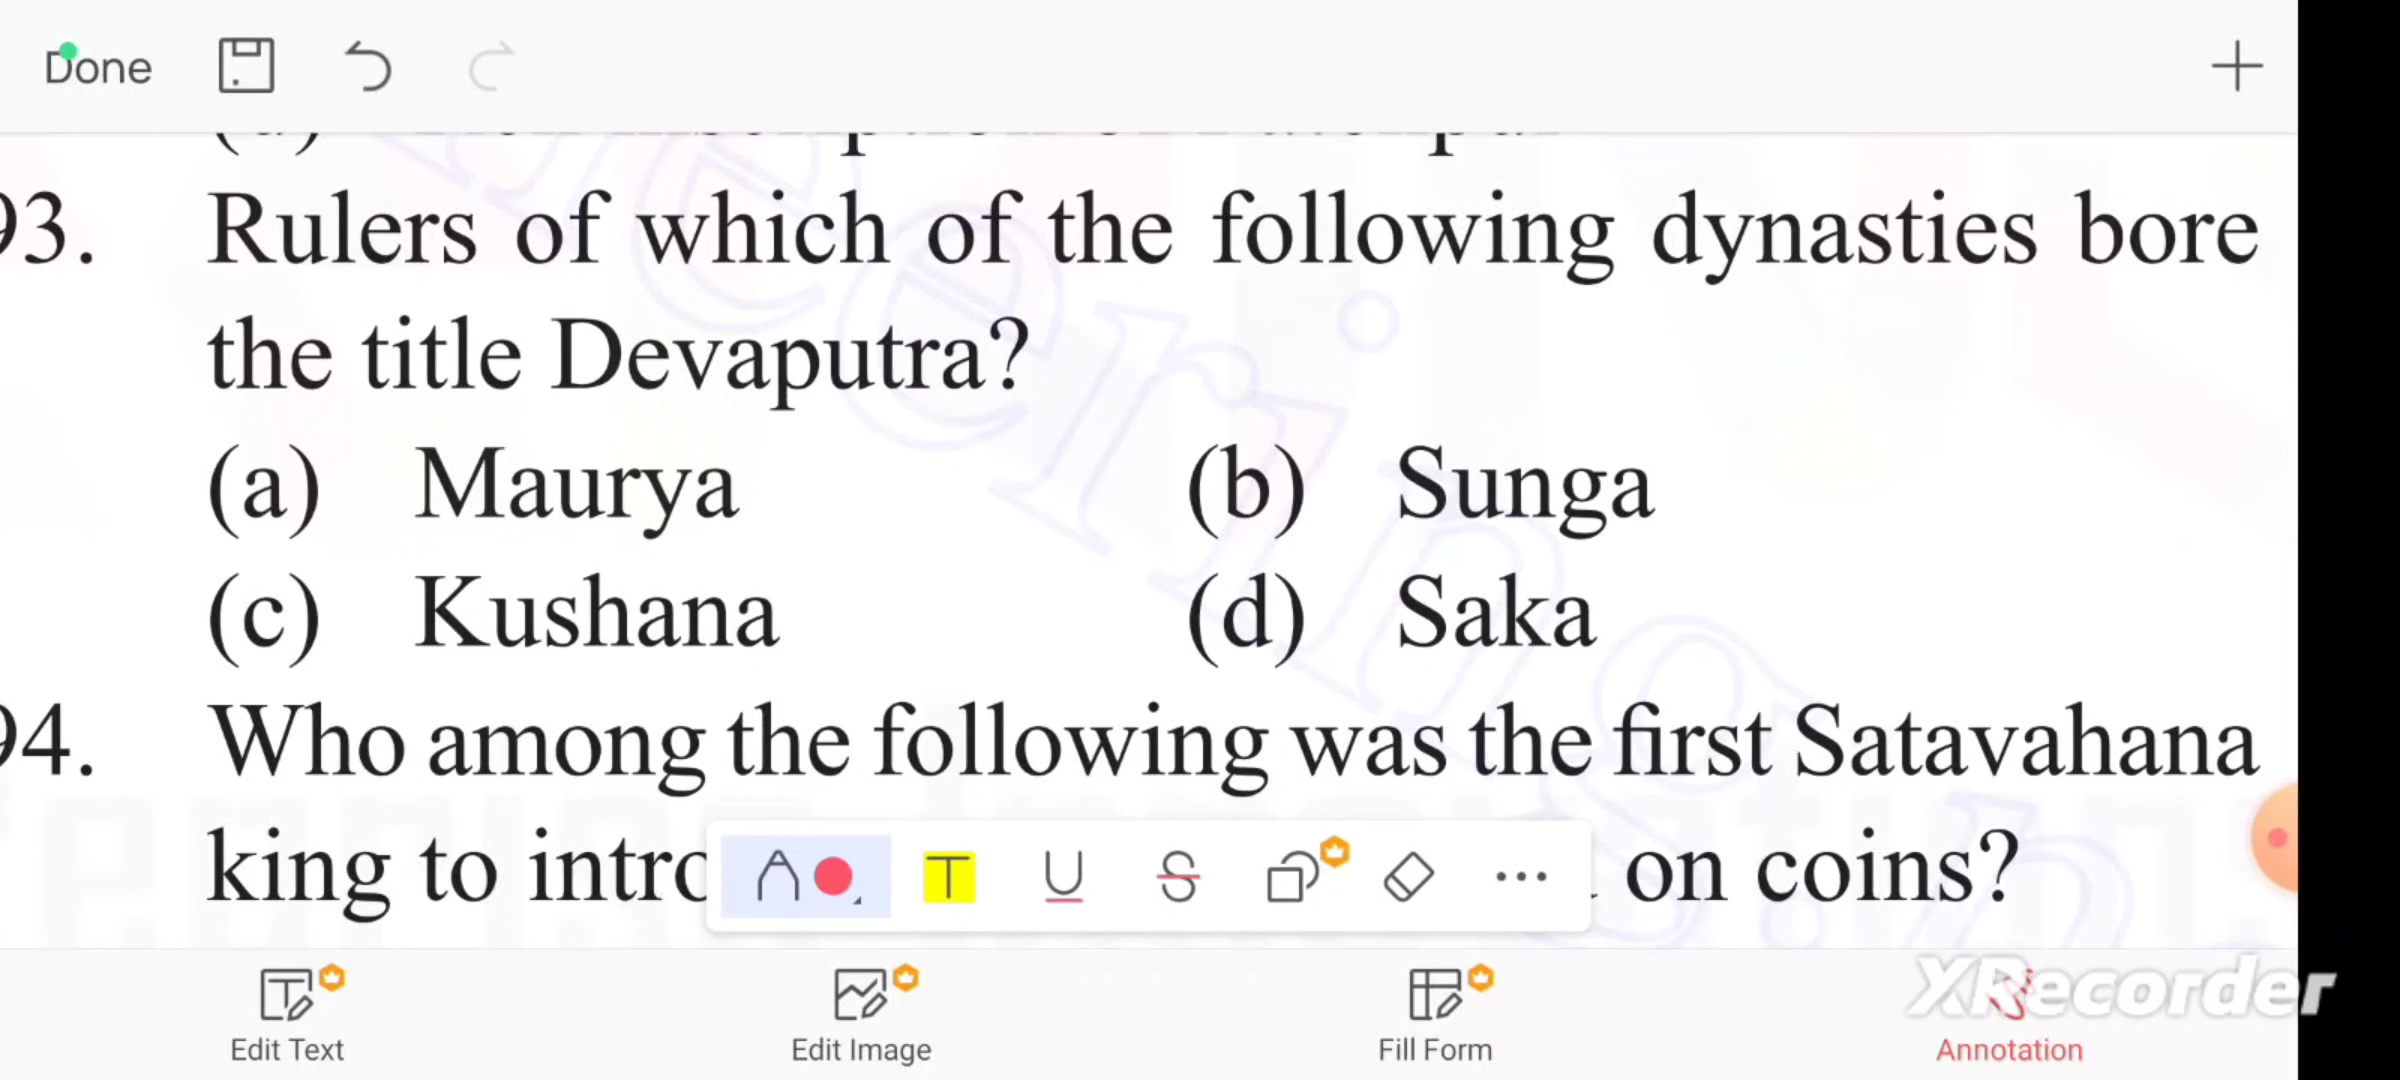 Done
93. Rulers of which of the following dynasties bore
the title Devaputra?
(a) Maurya (b) Sunga
(c) Kushana (d) Saka
94. Who among the following was the first Satavahana
king to on coins?
Edit Text Edit Image Fill Form Annotation
XRecorder